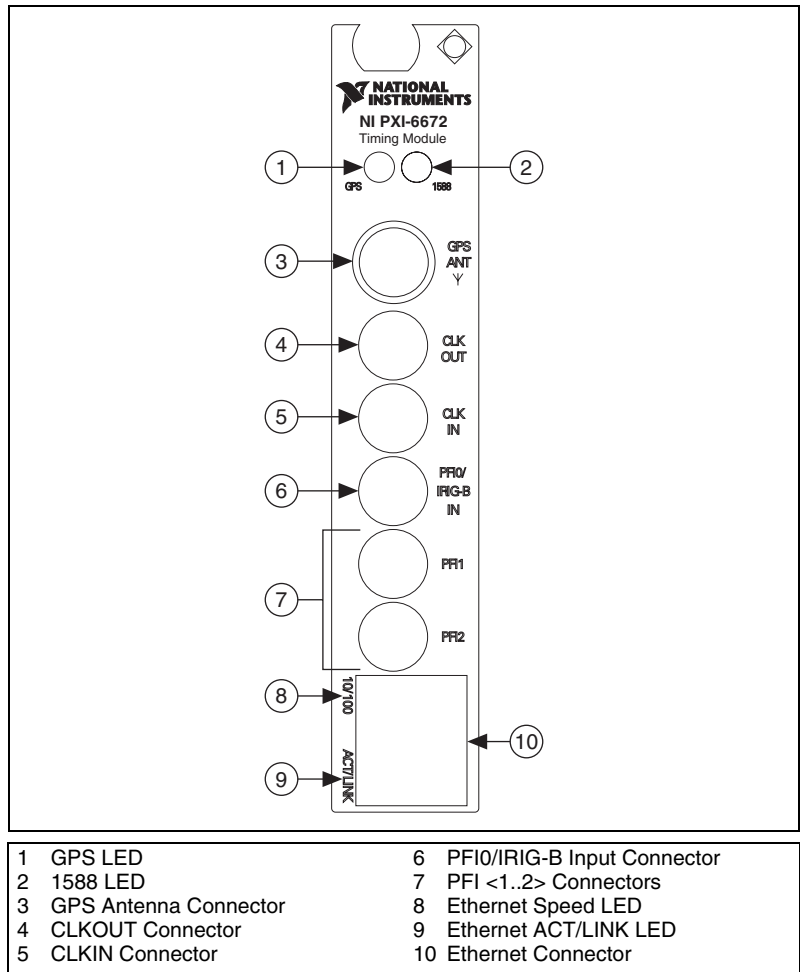 NATIONAL
INSTRUMENTS
NI PXI-6672
Timing Module
1
2
GPS
1588
3
GPS
ANT
4
CLK
OUT
5
CLK
IN
6
PFI0/
IRIG-B
IN
PFI1
7
PFI2
8
10/100
10
9
ACT/LINK
1 GPS LED
2 1588 LED
3 GPS Antenna Connector
4 CLKOUT Connector
5 CLKIN Connector
6 PFI0/IRIG-B Input Connector
7 PFI <1..2> Connectors
8 Ethernet Speed LED
9 Ethernet ACT/LINK LED
10 Ethernet Connector